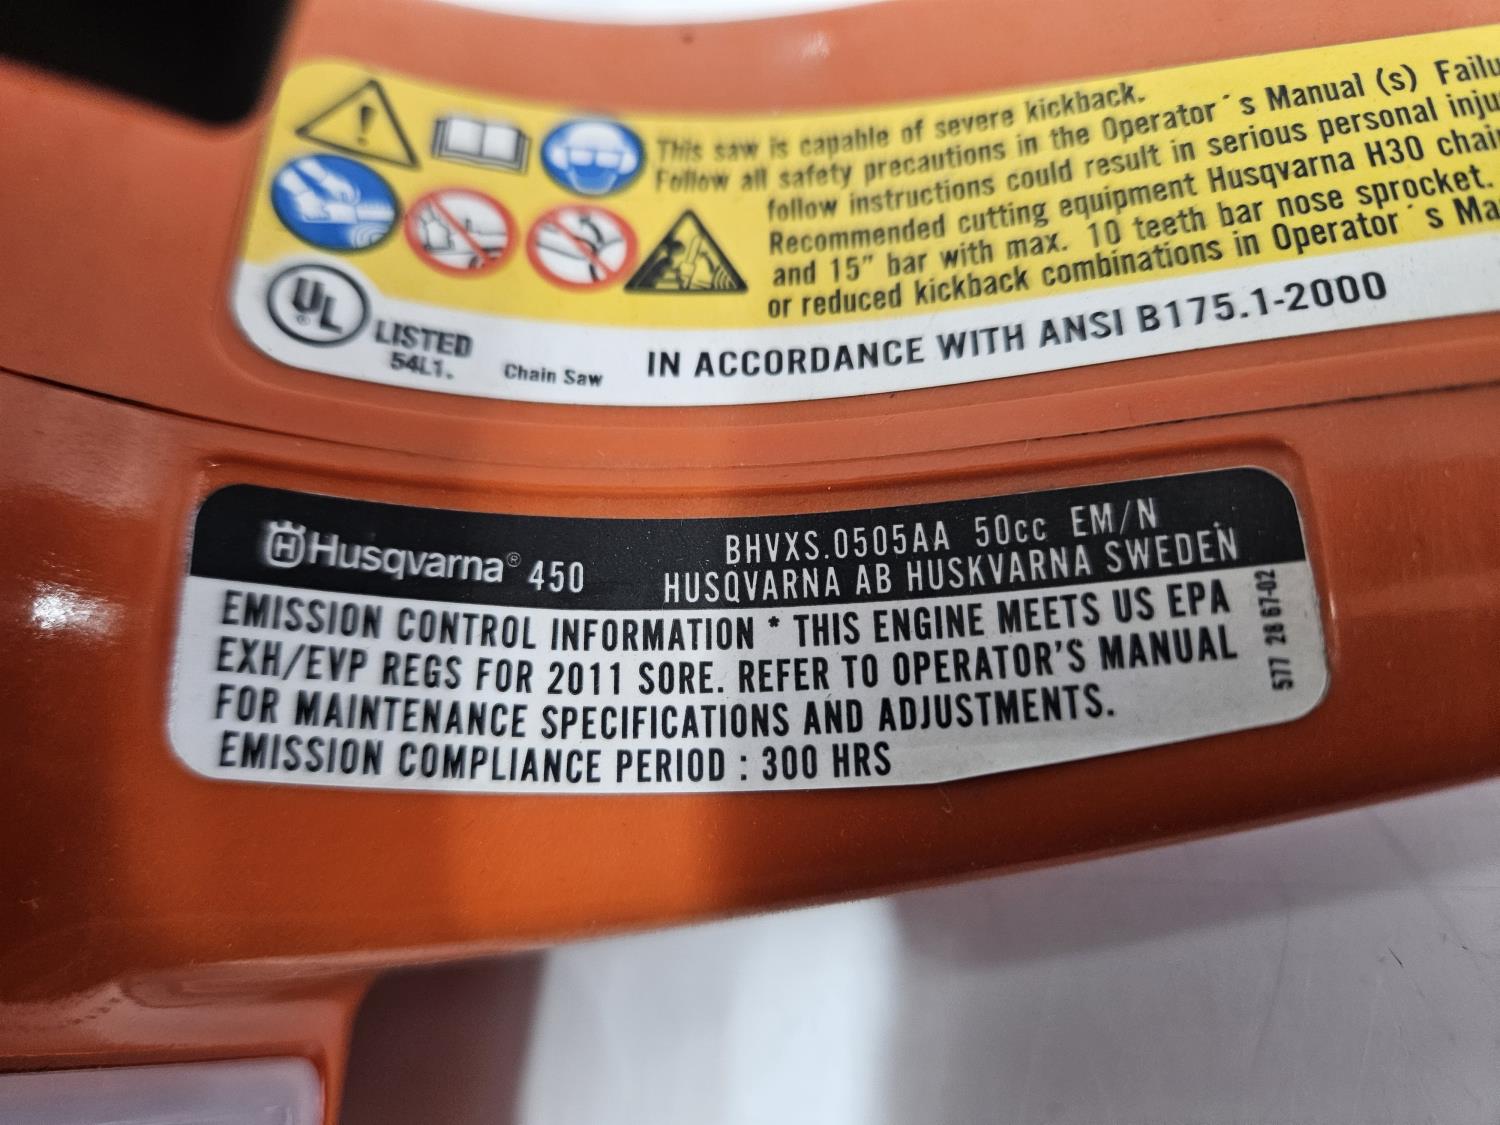 This saw is capable of severe kickback.
Follow all safety precautions in the Operator´s Manual (s) Failu
follow instructions could result in serious personal inju
Recommended cutting equipment Husqvarna H30 chain
and 15" bar with max. 10 teeth bar nose sprocket.
or reduced kickback combinations in Operator´s Ma
UL
LISTED
54L1.
Chain Saw
IN ACCORDANCE WITH ANSI B175.1-2000
H Husqvarna® 450
BHVXS.0505AA 50cc EM/N
HUSQVARNA AB HUSKVARNA SWEDEN
EMISSION CONTROL INFORMATION * THIS ENGINE MEETS US EPA
EXH/EVP REGS FOR 2011 SORE. REFER TO OPERATOR'S MANUAL
FOR MAINTENANCE SPECIFICATIONS AND ADJUSTMENTS.
EMISSION COMPLIANCE PERIOD : 300 HRS
577 28 67-02